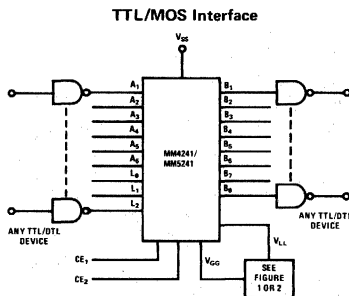 TTL/MOS Interface
VSS
A1
A2
A3
A4
A5
A6
L0
L1
L2
MM4241/
MM5241
B1
B2
B3
B4
B5
B6
B7
B8
ANY TTL/DTL
DEVICE
ANY TTL/DTL
DEVICE
CE1
CE2
VGG
VLL
SEE
FIGURE
1 OR 2